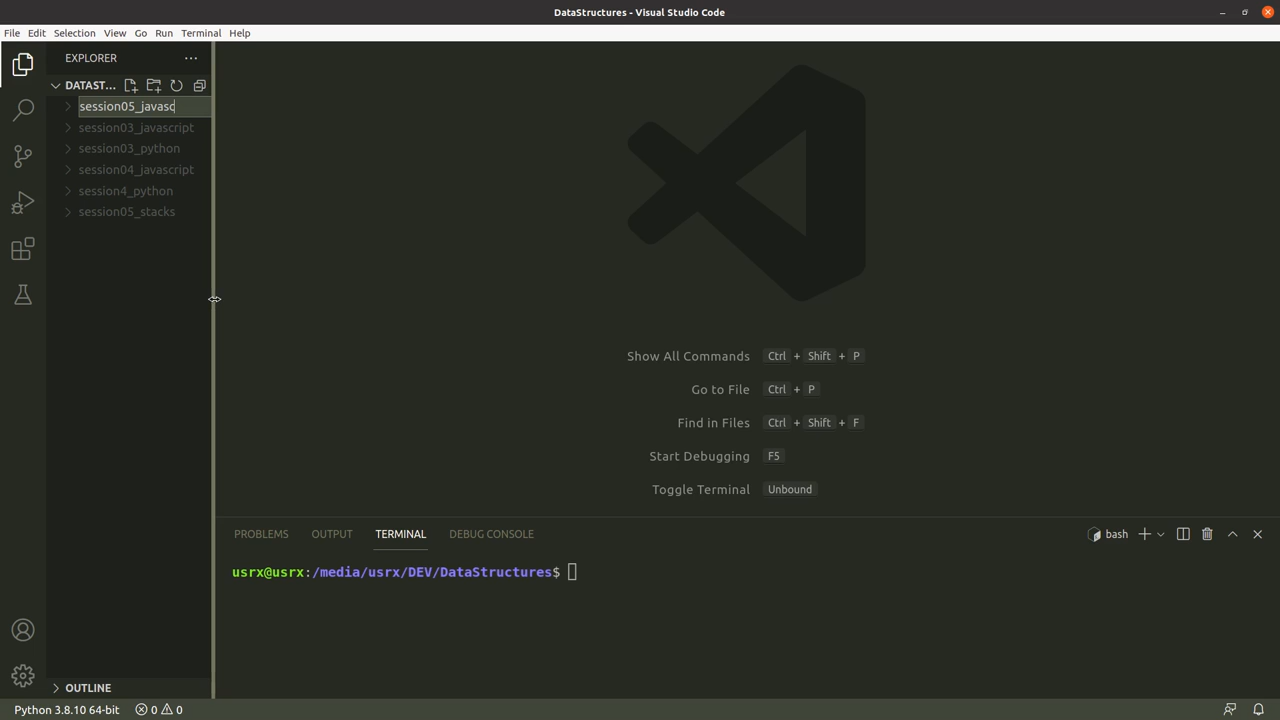 DataStructures - Visual Studio Code
File Edit Selection View Go Run Terminal Help
EXPLORER
DATAST...
session05_javasc
session03_javascript
session03_python
session04_javascript
session4_python
session05_stacks
Show All Commands Ctrl + Shift + P
Go to File Ctrl + P
Find in Files Ctrl + Shift + F
Start Debugging F5
Toggle Terminal Unbound
PROBLEMS OUTPUT TERMINAL DEBUG CONSOLE bash
usrx@usrx:/media/usrx/DEV/DataStructures$
OUTLINE
Python 3.8.10 64-bit 0 0